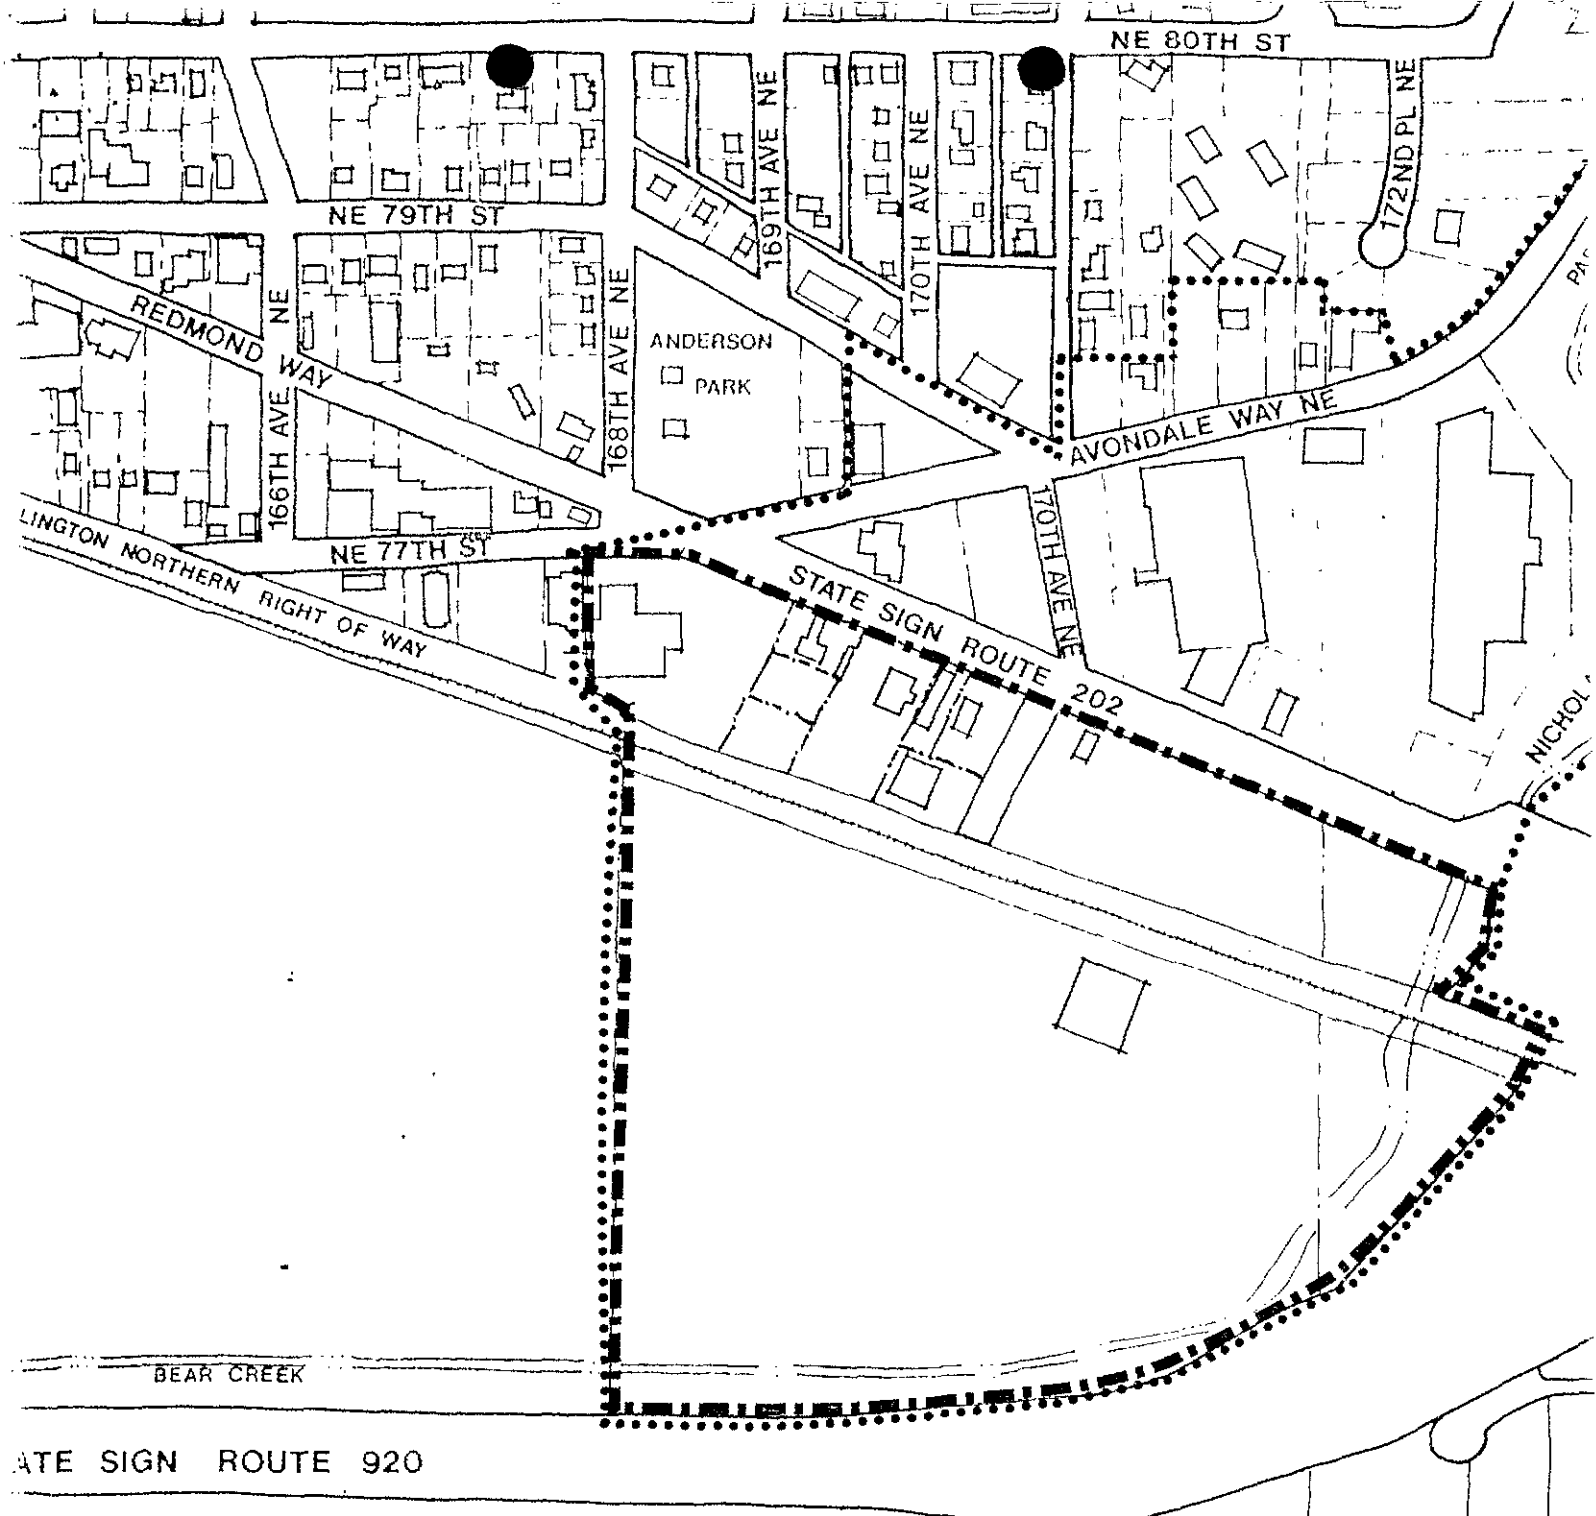 NE 80TH ST
172ND PL NE
169TH AVE NE
170TH AVE NE
NE 79TH ST
REDMOND WAY
166TH AVE NE
168TH AVE NE
ANDERSON
PARK
AVONDALE WAY NE
LINGTON NORTHERN RIGHT OF WAY
NE 77TH ST
170TH AVE NE
STATE SIGN ROUTE 202
NICHOL
BEAR CREEK
ATE SIGN ROUTE 920